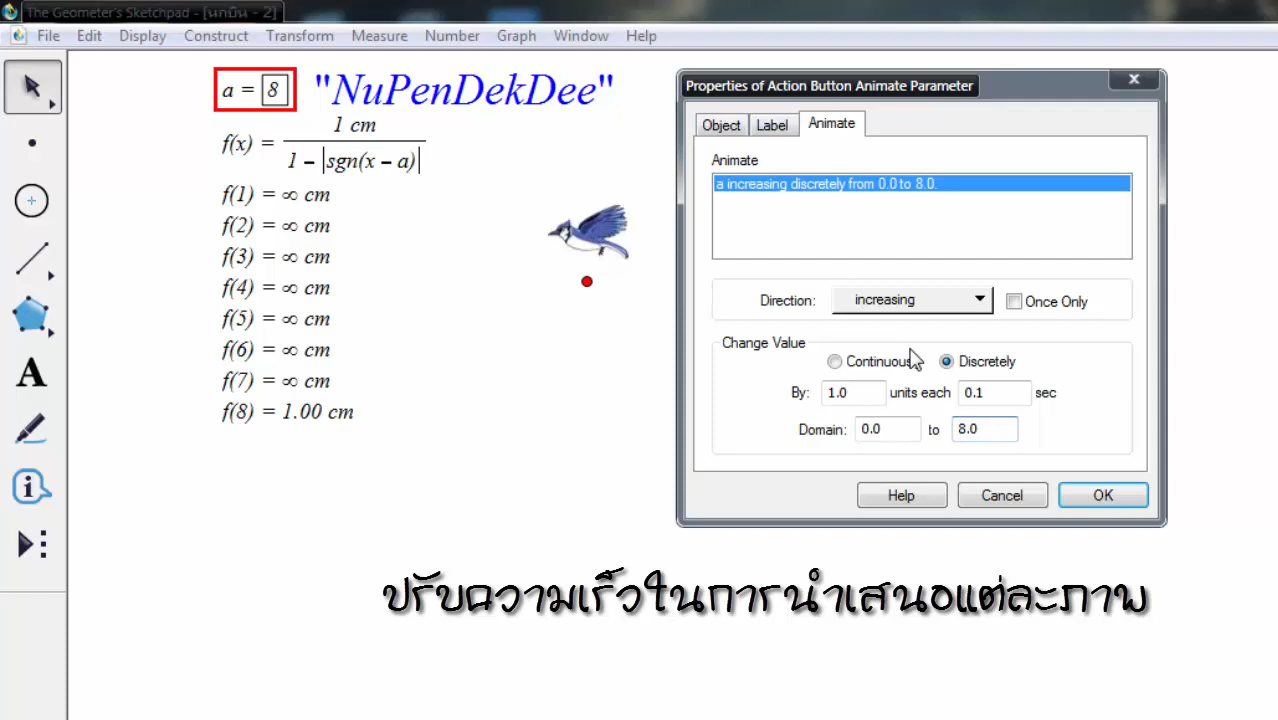 The Geometer's Sketchpad - [นกบิน - 2]
File Edit Display Construct Transform Measure Number Graph Window Help
a = 8
"NuPenDekDee"
f(x) = 1 cm / 1 − |sgn(x − a)|
f(1) = ∞ cm
f(2) = ∞ cm
f(3) = ∞ cm
f(4) = ∞ cm
f(5) = ∞ cm
f(6) = ∞ cm
f(7) = ∞ cm
f(8) = 1.00 cm
Properties of Action Button Animate Parameter
Object Label Animate
Animate
a increasing discretely from 0.0 to 8.0.
Direction: increasing Once Only
Change Value
Continuous Discretely
By: 1.0 units each 0.1 sec
Domain: 0.0 to 8.0
Help Cancel OK
ปรับความเร็วในการนำเสนอแต่ละภาพ